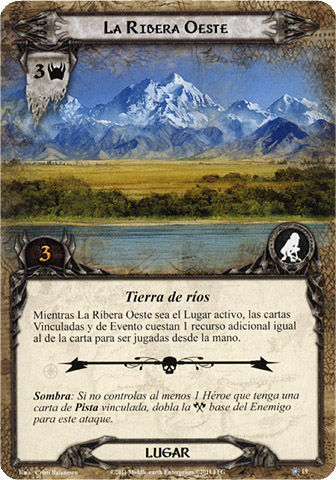 La Ribera Oeste
3
3
Tierra de ríos
Mientras La Ribera Oeste sea el Lugar activo, las cartas
Vinculadas y de Evento cuestan 1 recurso adicional igual
al de la carta para ser jugadas desde la mano.
Sombra: Si no controlas al menos 1 Héroe que tenga una
carta de Pista vinculada, dobla la base del Enemigo
para este ataque.
LUGAR